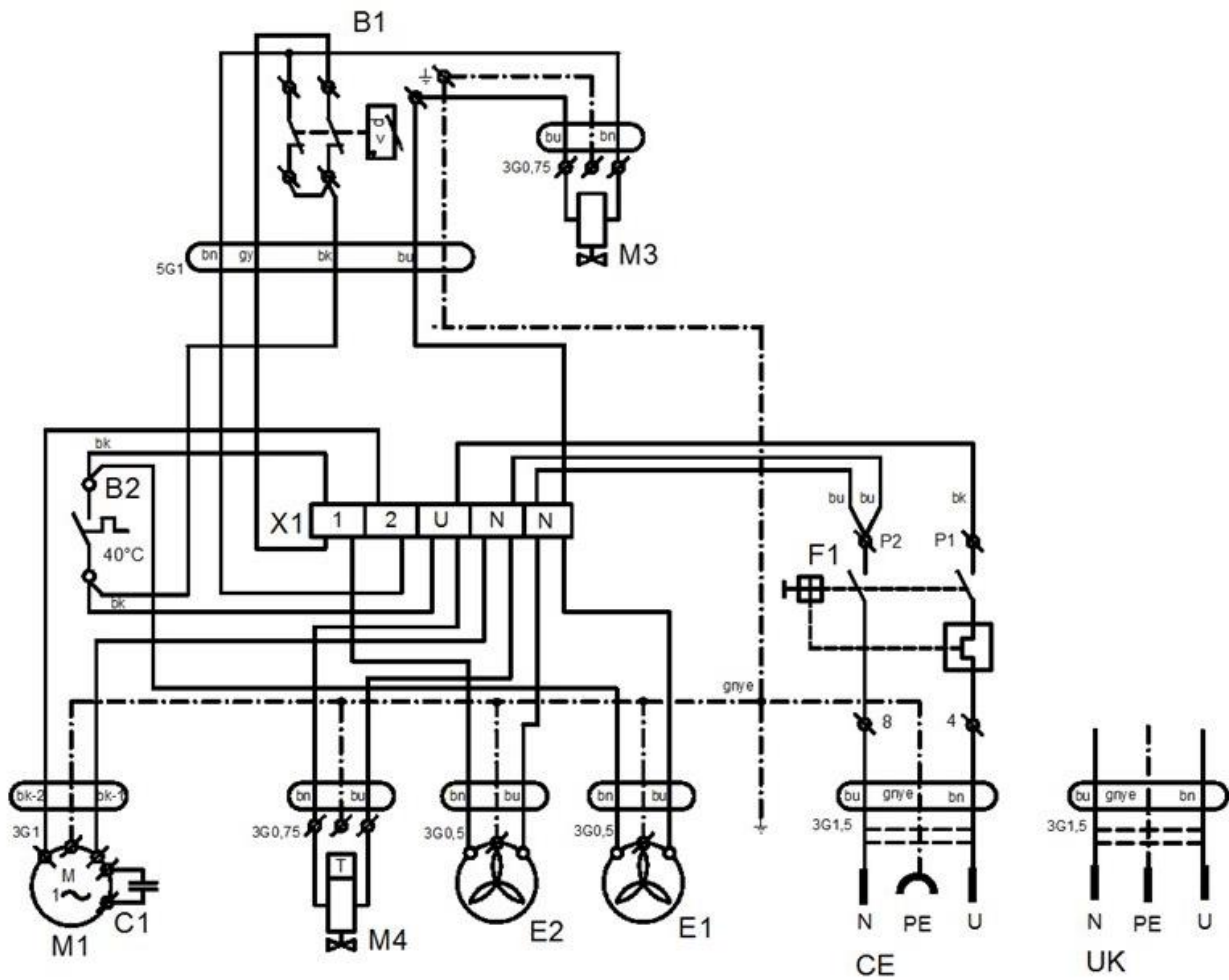 B1
p >
bu
bn
3G0,75
M3
bn
gy
bk
bu
5G1
bk
B2
40°C
bk
X1
1
2
U
N
N
bu
bu
bk
P2
P1
F1
gnye
8
4
bk-2
bk-1
3G1
bn
bu
3G0,75
bn
bu
3G0,5
bn
bu
3G0,5
bu
gnye
bn
3G1,5
bu
gnye
bn
3G1,5
M
1
C1
M1
T
M4
E2
E1
N
PE
U
CE
N
PE
U
UK